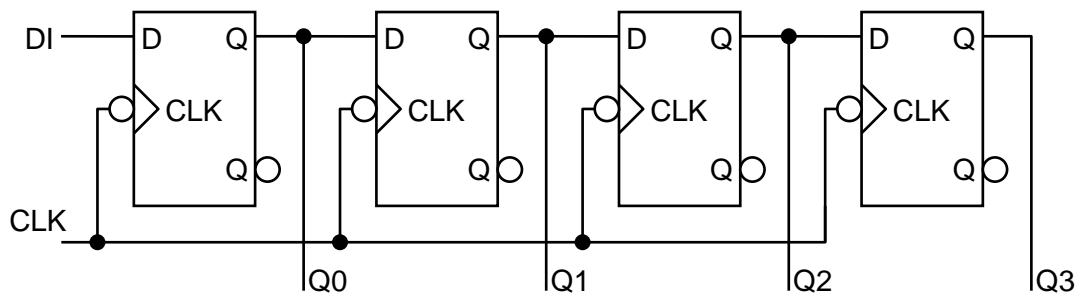 DI D Q D Q D Q D Q
CLK CLK CLK CLK
Q Q Q Q
CLK
Q0 Q1 Q2 Q3